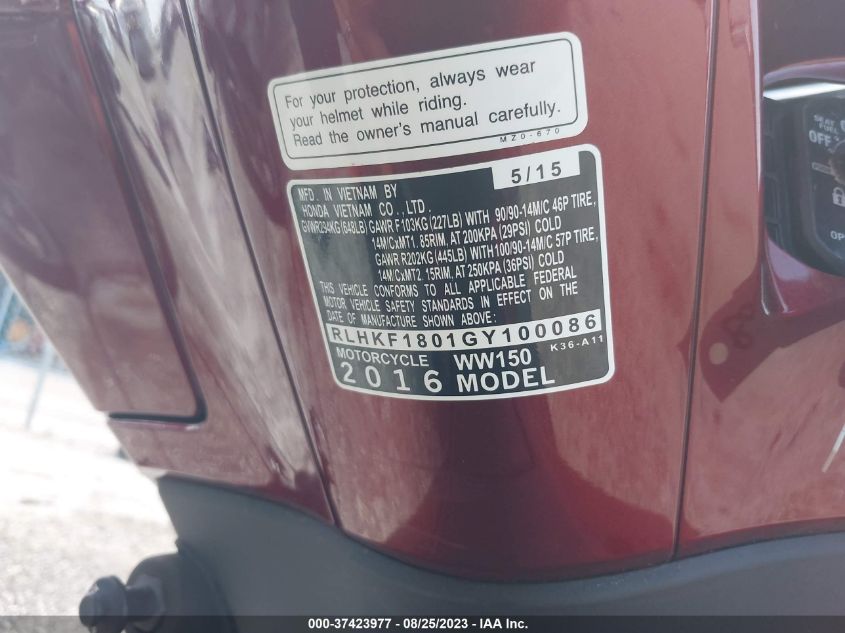 For your protection, always wear
your helmet while riding.
Read the owner's manual carefully.
MZ0-670
5/15
MFD. IN VIETNAM BY
HONDA VIETNAM CO.,LTD.
GVWR294KG(648LB) GAWR F103KG(227LB) WITH 90/90-14M/C 46P TIRE,
14M/CxMT1. 85RIM, AT 200KPA (29PSI) COLD
GAWR R202KG(445LB) WITH100/90-14M/C 57P TIRE,
14M/CxMT2. 15RIM, AT 250KPA (36PSI) COLD
THIS VEHICLE CONFORMS TO ALL APPLICABLE FEDERAL
MOTOR VEHICLE SAFETY STANDARDS IN EFFECT ON THE
DATE OF MANUFACTURE SHOWN ABOVE:
RLHKF1801GY100086
MOTORCYCLE WW150 K36-A11
2016 MODEL
SEAT
FUEL
OFF
000-37423977 - 08/25/2023 - IAA Inc.